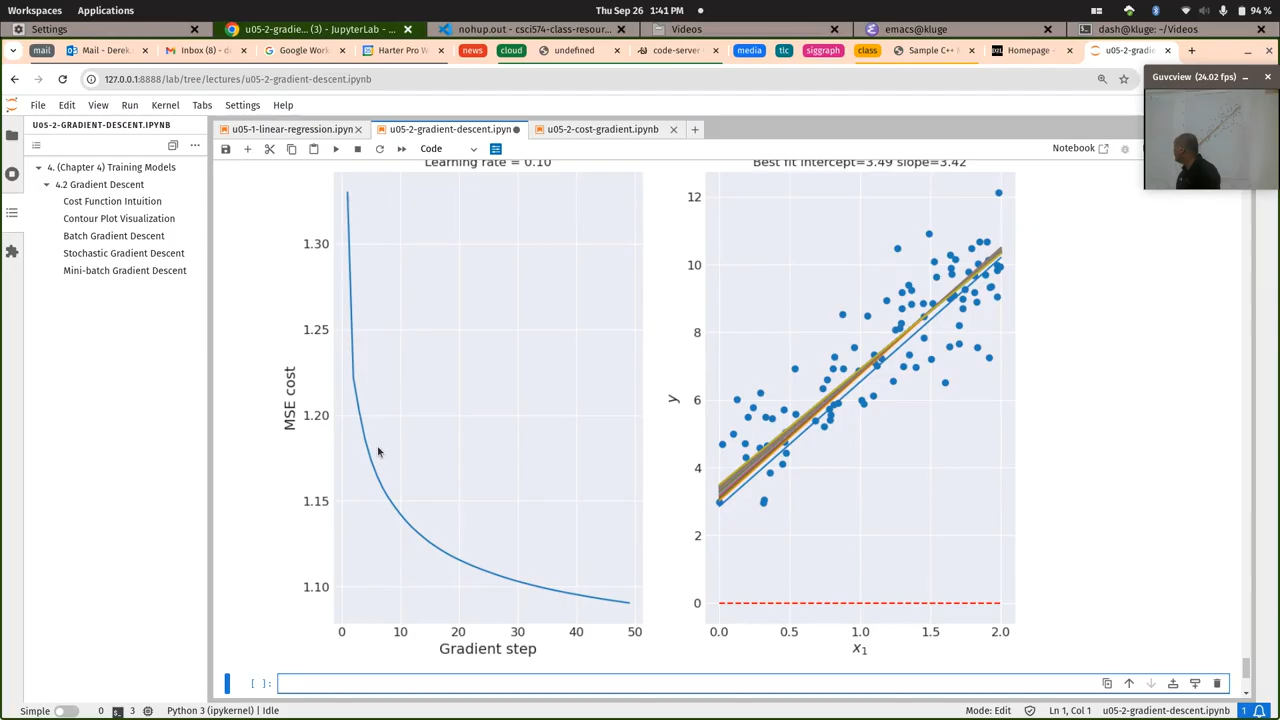 Workspaces Applications Thu Sep 26 1:41 PM 94 %
Settings u05-2-gradie... (3) - JupyterLab - ... nohup.out - csci574-class-resour... Videos emacs@kluge dash@kluge: ~/Videos
mail Mail - Derek Inbox (8) - d Google Work Harter Pro W news cloud undefined code-server media tlc siggraph class Sample C++ Homepage - u05-2-gradi
127.0.0.1:8888/lab/tree/lectures/u05-2-gradient-descent.ipynb
Guvcview (24.02 fps)
File Edit View Run Kernel Tabs Settings Help
U05-2-GRADIENT-DESCENT.IPYNB
4. (Chapter 4) Training Models
4.2 Gradient Descent
Cost Function Intuition
Contour Plot Visualization
Batch Gradient Descent
Stochastic Gradient Descent
Mini-batch Gradient Descent
u05-1-linear-regression.ipyn u05-2-gradient-descent.ipyn u05-2-cost-gradient.ipynb
Code Notebook
Learning rate = 0.10
1.30
1.25
1.20
1.15
1.10
MSE cost
0 10 20 30 40 50
Gradient step
Best fit intercept=3.49 slope=3.42
12
10
8
6
4
2
0
y
0.0 0.5 1.0 1.5 2.0
x₁
[ ]:
Simple 0 3 Python 3 (ipykernel) | Idle Mode: Edit Ln 1, Col 1 u05-2-gradient-descent.ipynb 1